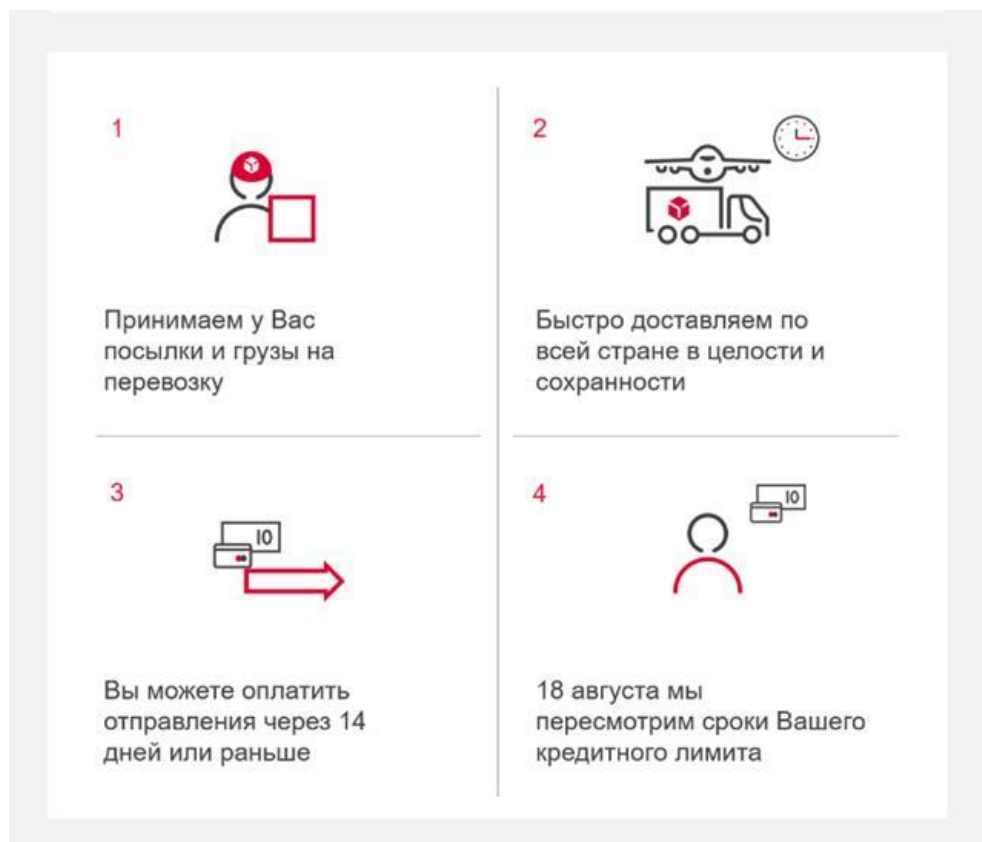 1
Принимаем у Вас
посылки и грузы на
перевозку
2
Быстро доставляем по
всей стране в целости и
сохранности
3
10
Вы можете оплатить
отправления через 14
дней или раньше
4
10
18 августа мы
пересмотрим сроки Вашего
кредитного лимита